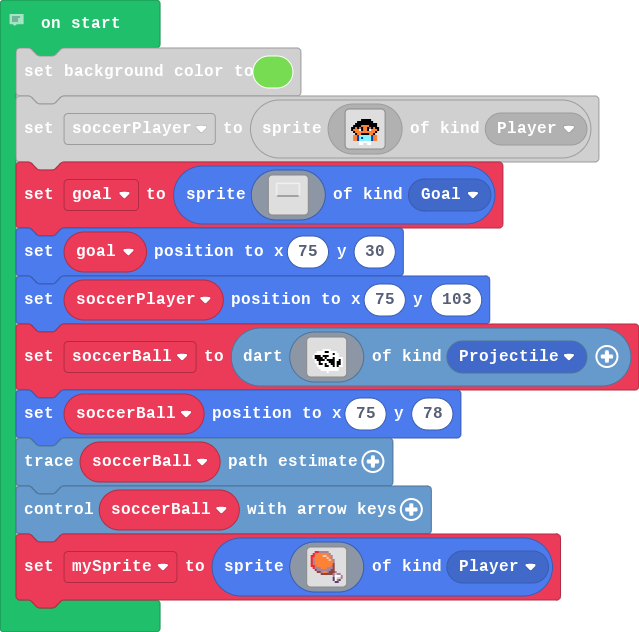 on start
set background color to
set soccerPlayer to sprite of kind Player
set goal to sprite of kind Goal
set goal position to x 75 y 30
set soccerPlayer position to x 75 y 103
set soccerBall to dart of kind Projectile
set soccerBall position to x 75 y 78
trace soccerBall path estimate
control soccerBall with arrow keys
set mySprite to sprite of kind Player